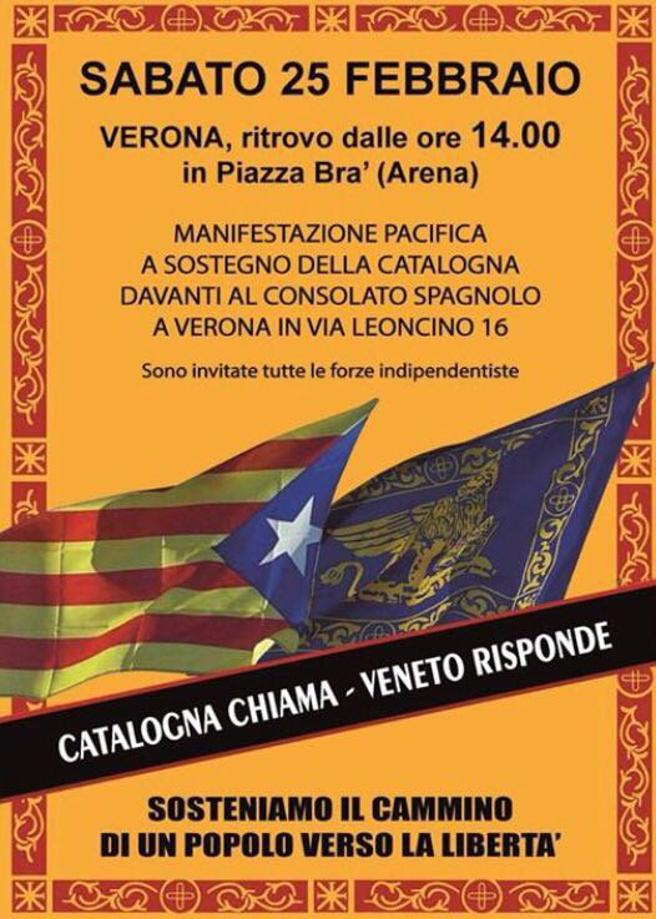 SABATO 25 FEBBRAIO
VERONA, ritrovo dalle ore 14.00
in Piazza Bra' (Arena)
MANIFESTAZIONE PACIFICA
A SOSTEGNO DELLA CATALOGNA
DAVANTI AL CONSOLATO SPAGNOLO
A VERONA IN VIA LEONCINO 16
Sono invitate tutte le forze indipendentiste
CATALOGNA CHIAMA - VENETO RISPONDE
SOSTENIAMO IL CAMMINO
DI UN POPOLO VERSO LA LIBERTA'